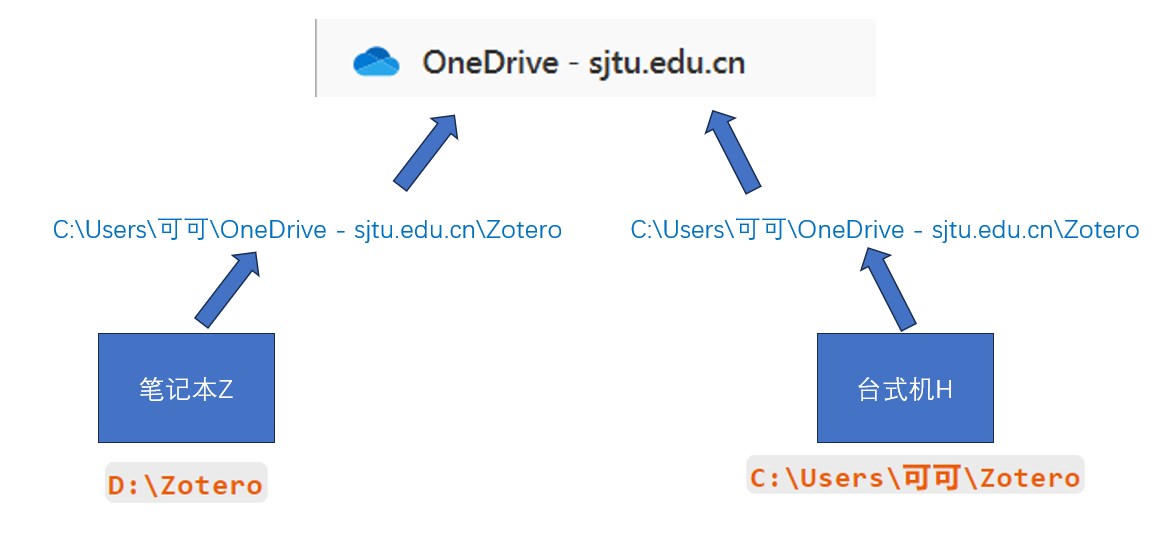 OneDrive - sjtu.edu.cn
C:\Users\可可\OneDrive - sjtu.edu.cn\Zotero
C:\Users\可可\OneDrive - sjtu.edu.cn\Zotero
笔记本Z
台式机H
D:\Zotero
C:\Users\可可\Zotero